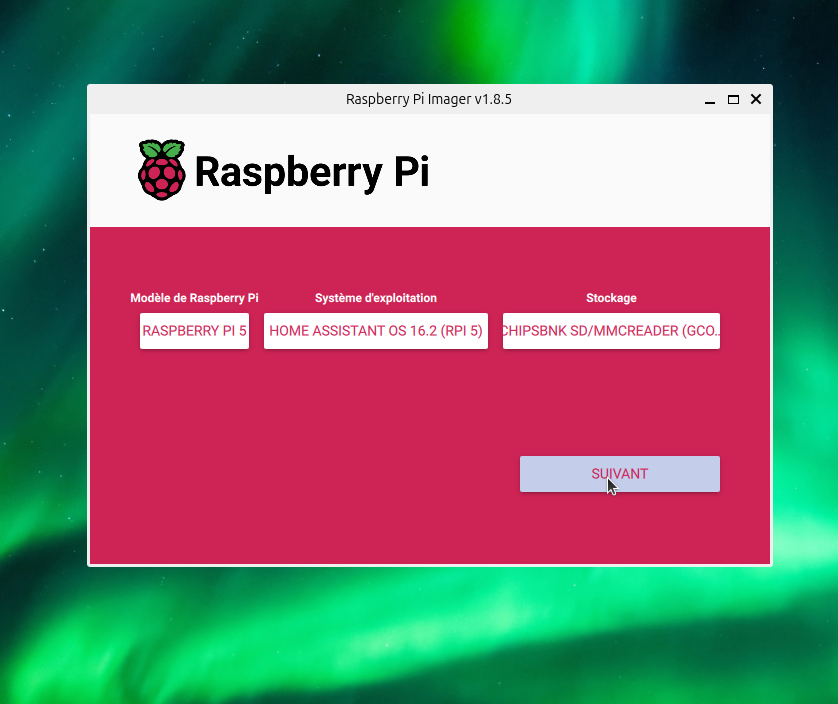 Raspberry Pi Imager v1.8.5
Raspberry Pi
Modèle de Raspberry Pi
Système d'exploitation
Stockage
RASPBERRY PI 5
HOME ASSISTANT OS 16.2 (RPI 5)
CHIPSBNK SD/MMCREADER (GCO...
SUIVANT